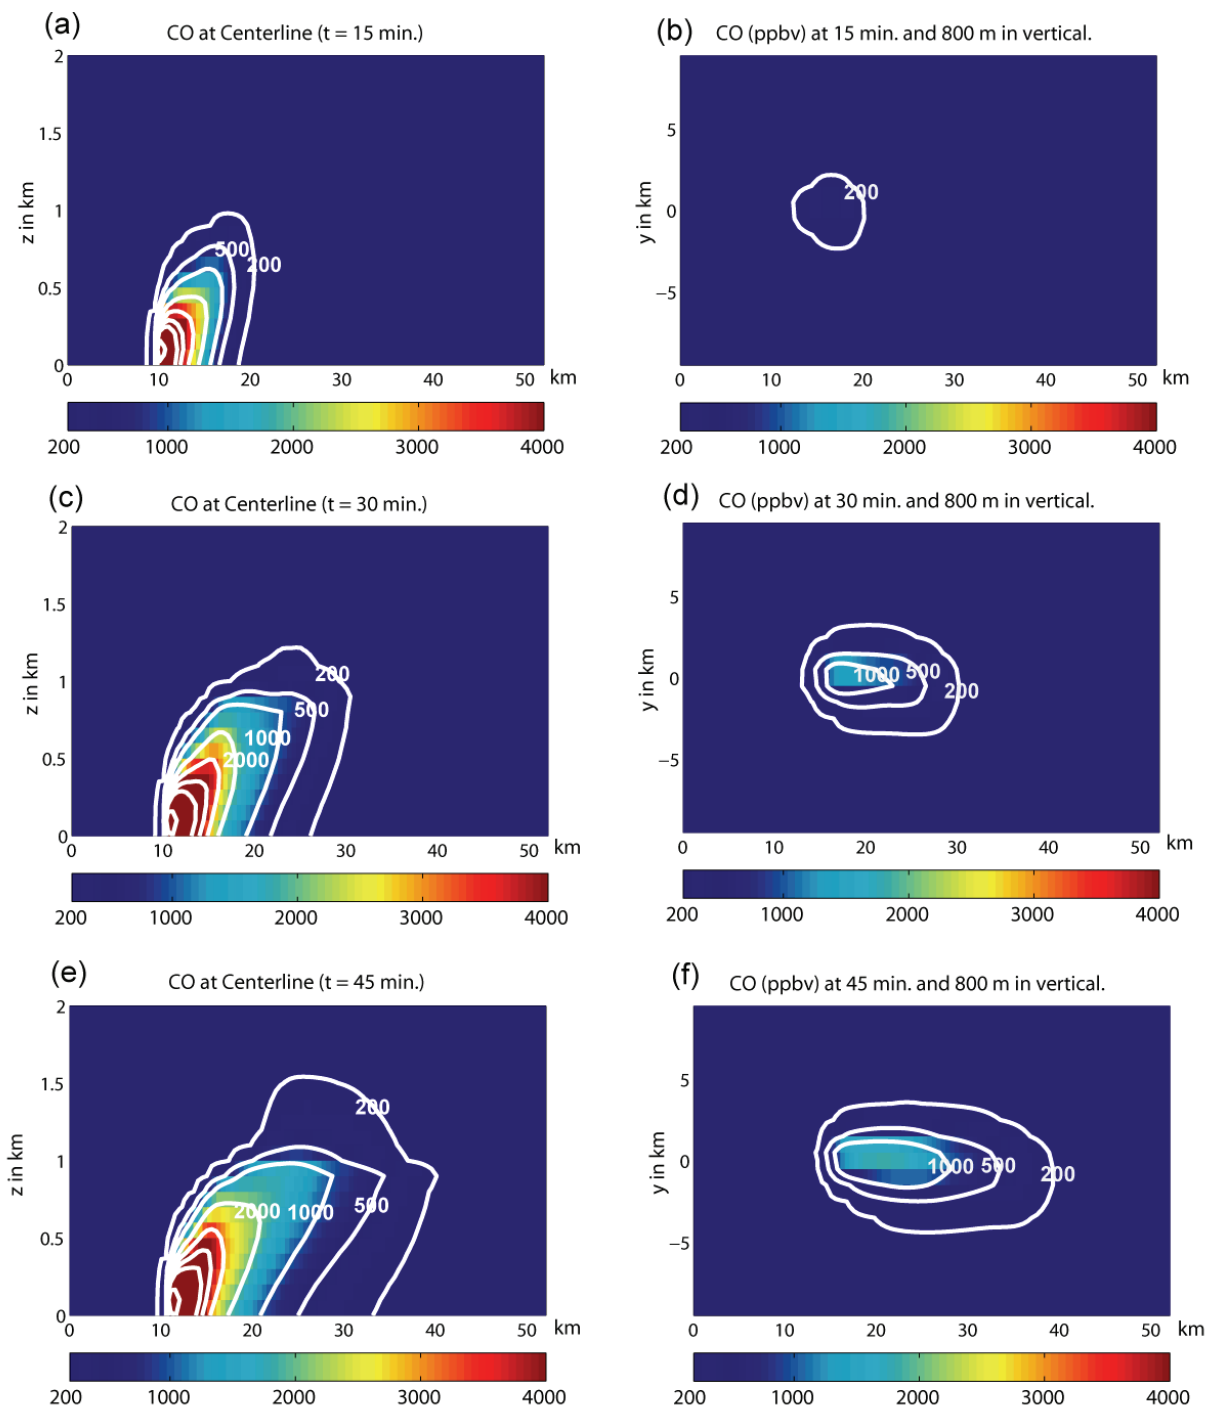 (a)
CO at Centerline (t = 15 min.)
2
1.5
1
0.5
0
z in km
500
200
0 10 20 30 40 50 km
200 1000 2000 3000 4000
(b)
CO (ppbv) at 15 min. and 800 m in vertical.
5
0
−5
y in km
200
0 10 20 30 40 50 km
200 1000 2000 3000 4000
(c)
CO at Centerline (t = 30 min.)
2
1.5
1
0.5
0
z in km
200
500
1000
2000
0 10 20 30 40 50 km
200 1000 2000 3000 4000
(d)
CO (ppbv) at 30 min. and 800 m in vertical.
5
0
−5
y in km
1000 500 200
0 10 20 30 40 50 km
200 1000 2000 3000 4000
(e)
CO at Centerline (t = 45 min.)
2
1.5
1
0.5
0
z in km
200
2000 1000 500
0 10 20 30 40 50 km
200 1000 2000 3000 4000
(f)
CO (ppbv) at 45 min. and 800 m in vertical.
5
0
−5
y in km
1000 500 200
0 10 20 30 40 50 km
200 1000 2000 3000 4000